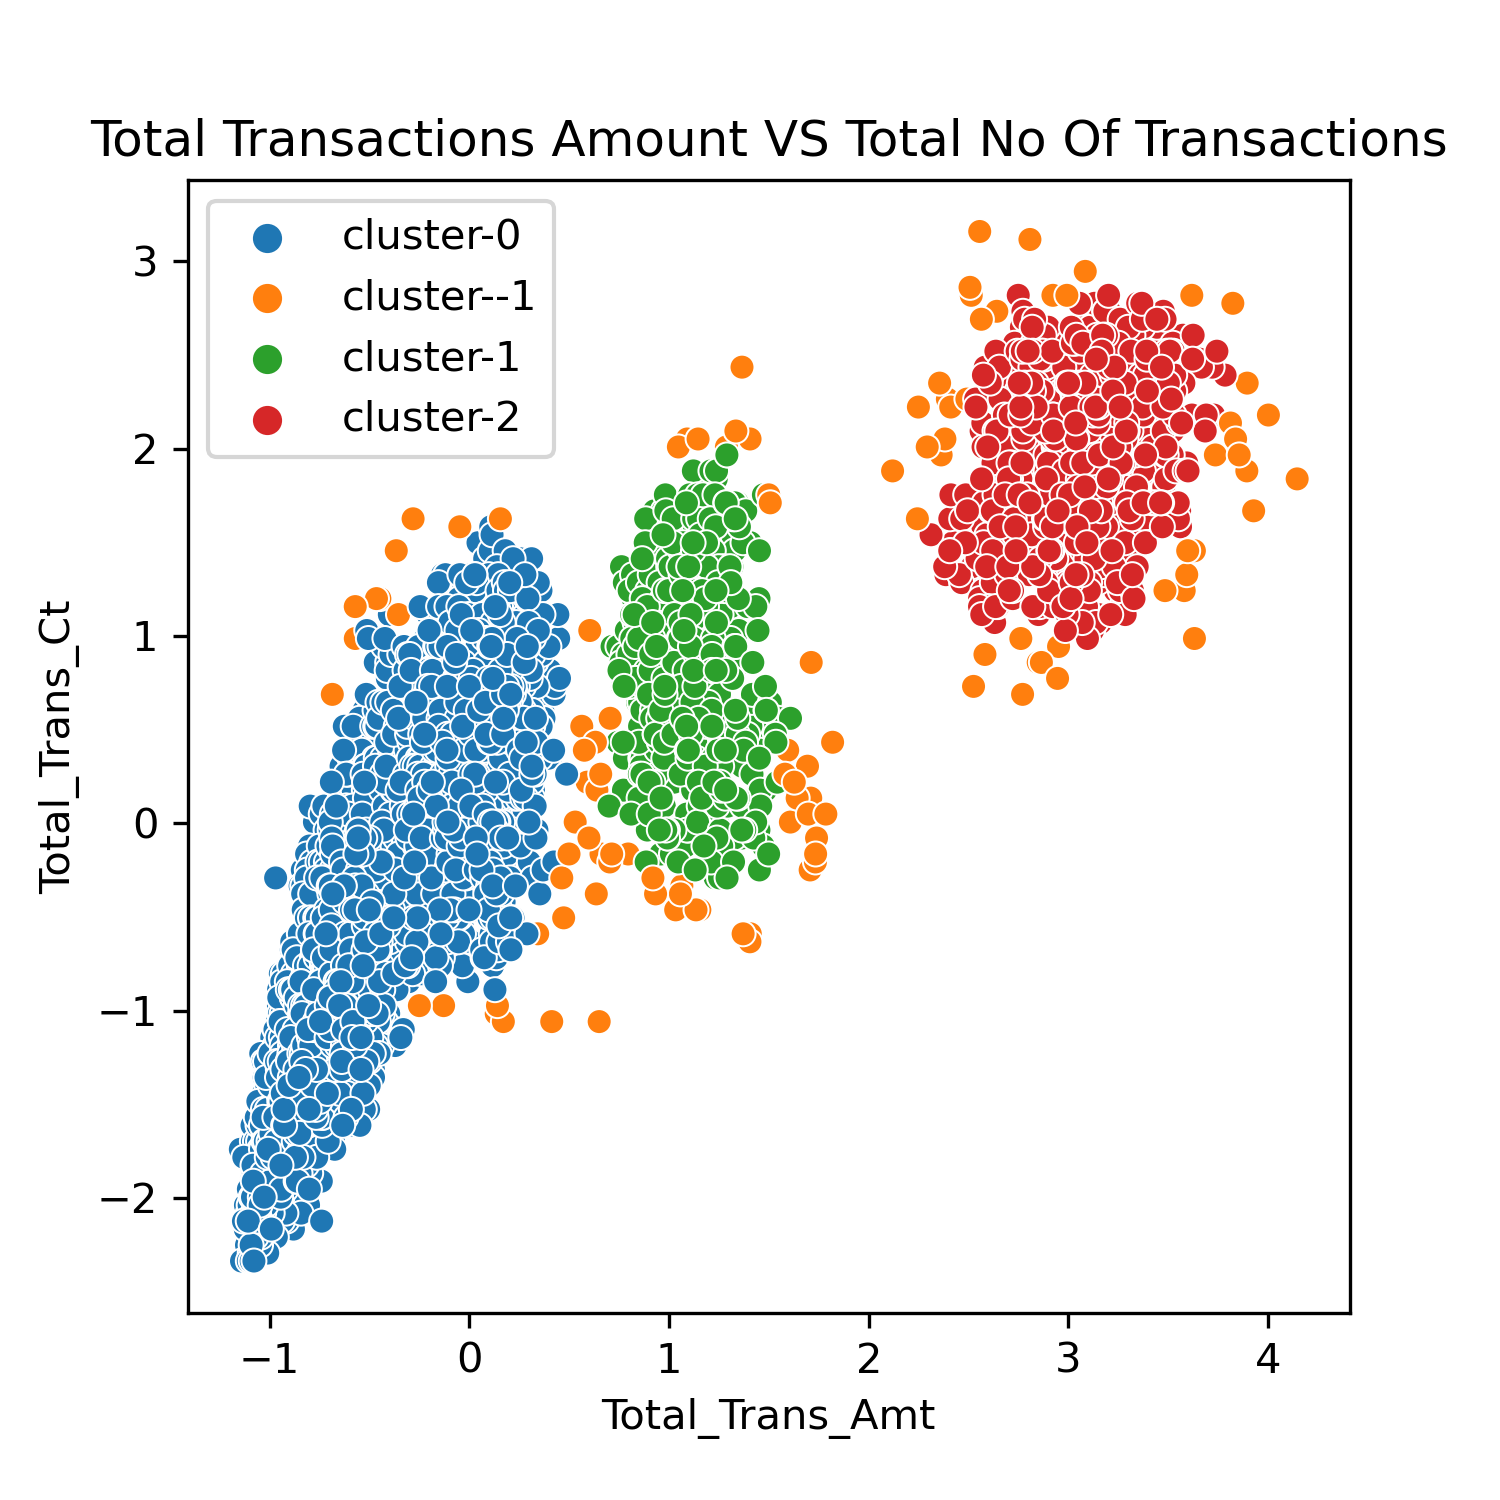 Total Transactions Amount VS Total No Of Transactions
cluster-0
cluster--1
cluster-1
cluster-2
3
2
1
0
−1
−2
Total_Trans_Ct
−1 0 1 2 3 4
Total_Trans_Amt